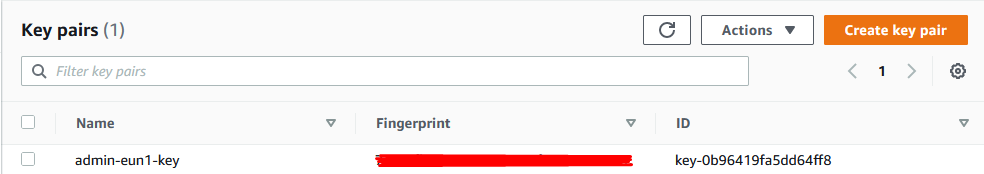 Key pairs (1)
Actions
Create key pair
Filter key pairs
1
Name
Fingerprint
ID
admin-eun1-key
key-0b96419fa5dd64ff8